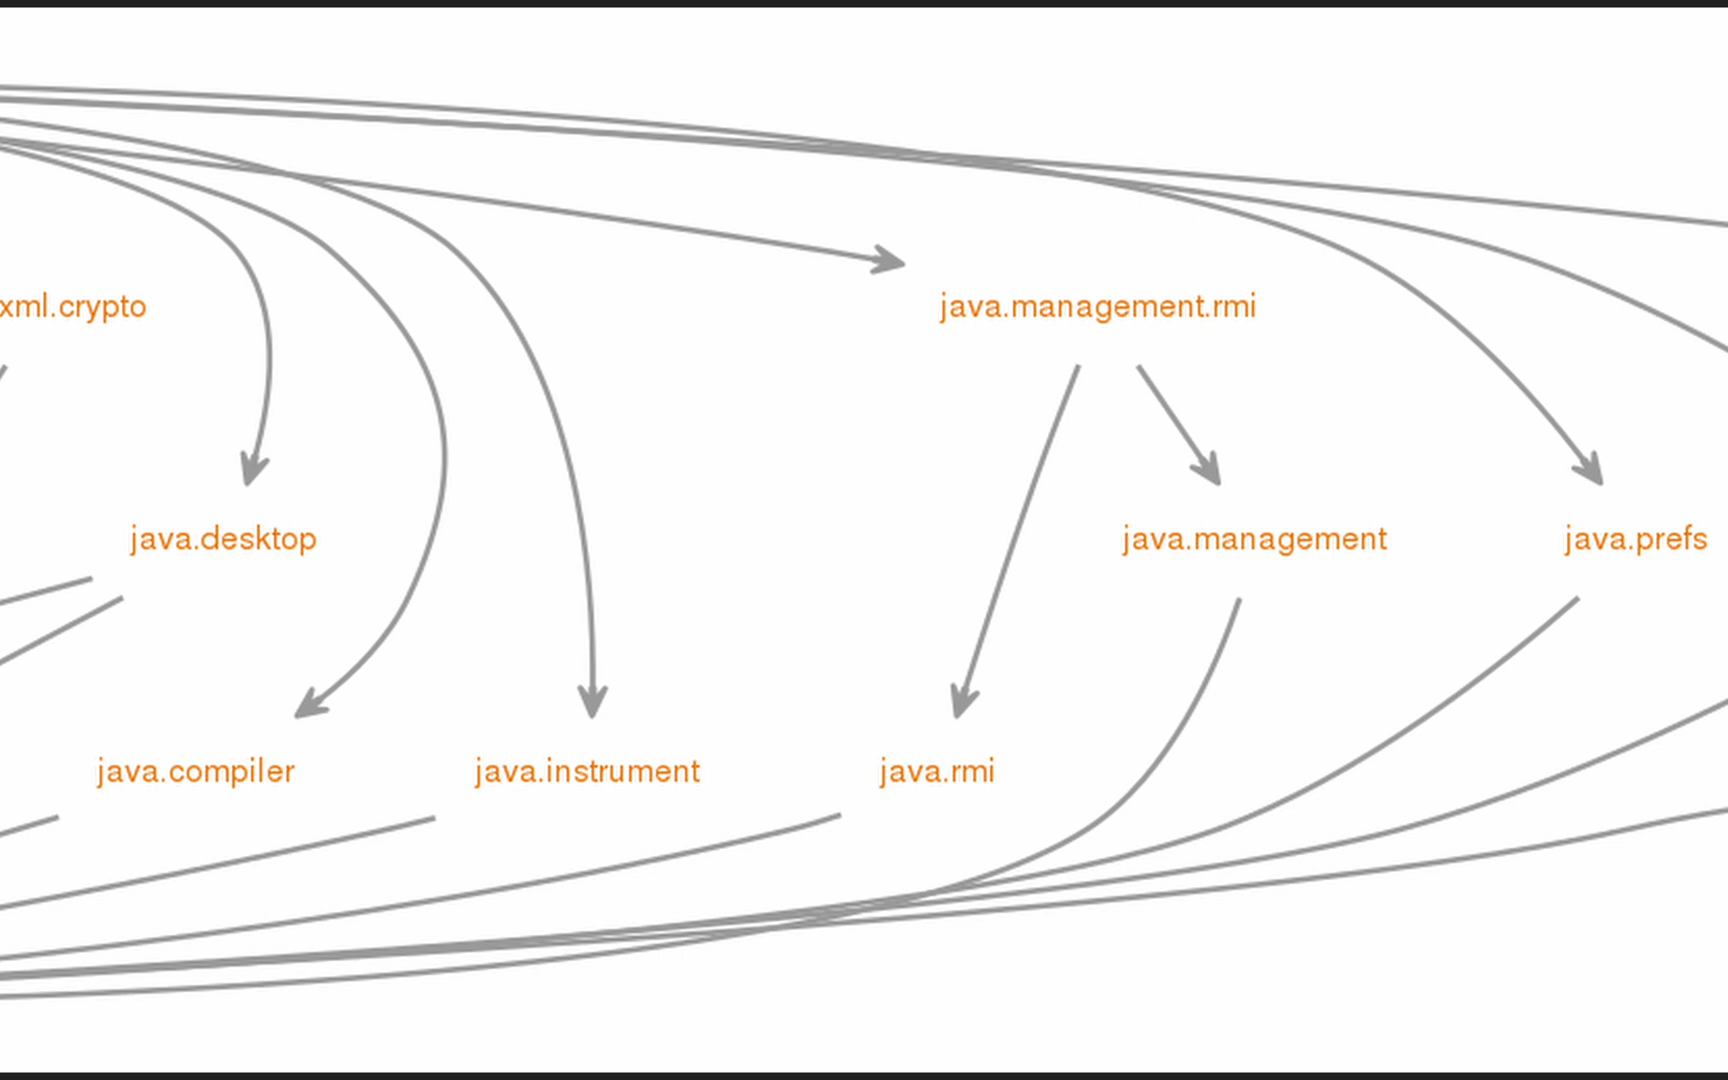 xml.crypto
java.management.rmi
java.desktop
java.management
java.prefs
java.compiler
java.instrument
java.rmi